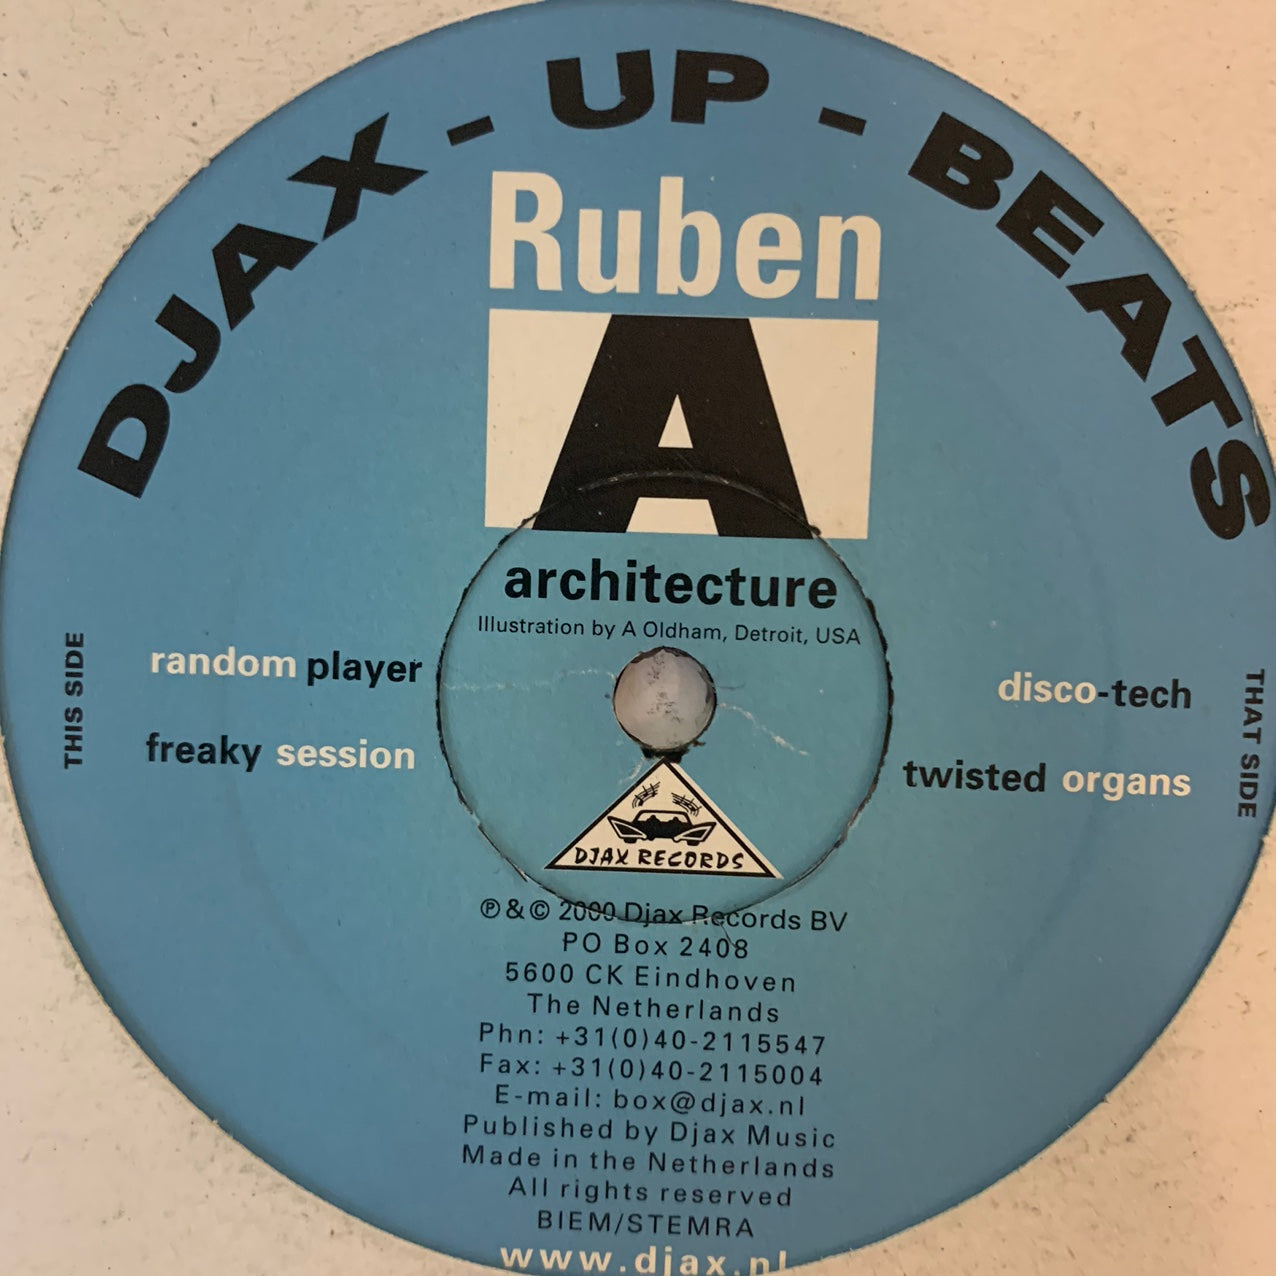 DJAX - UP - BEATS
Ruben
A
architecture
Illustration by A Oldham, Detroit, USA
THIS SIDE
random player
freaky session
disco-tech
twisted organs
THAT SIDE
DJAX RECORDS
℗ & © 2000 Djax Records BV
PO Box 2408
5600 CK Eindhoven
The Netherlands
Phn: +31(0)40-2115547
Fax: +31(0)40-2115004
E-mail: box@djax.nl
Published by Djax Music
Made in the Netherlands
All rights reserved
BIEM/STEMRA
www.djax.nl